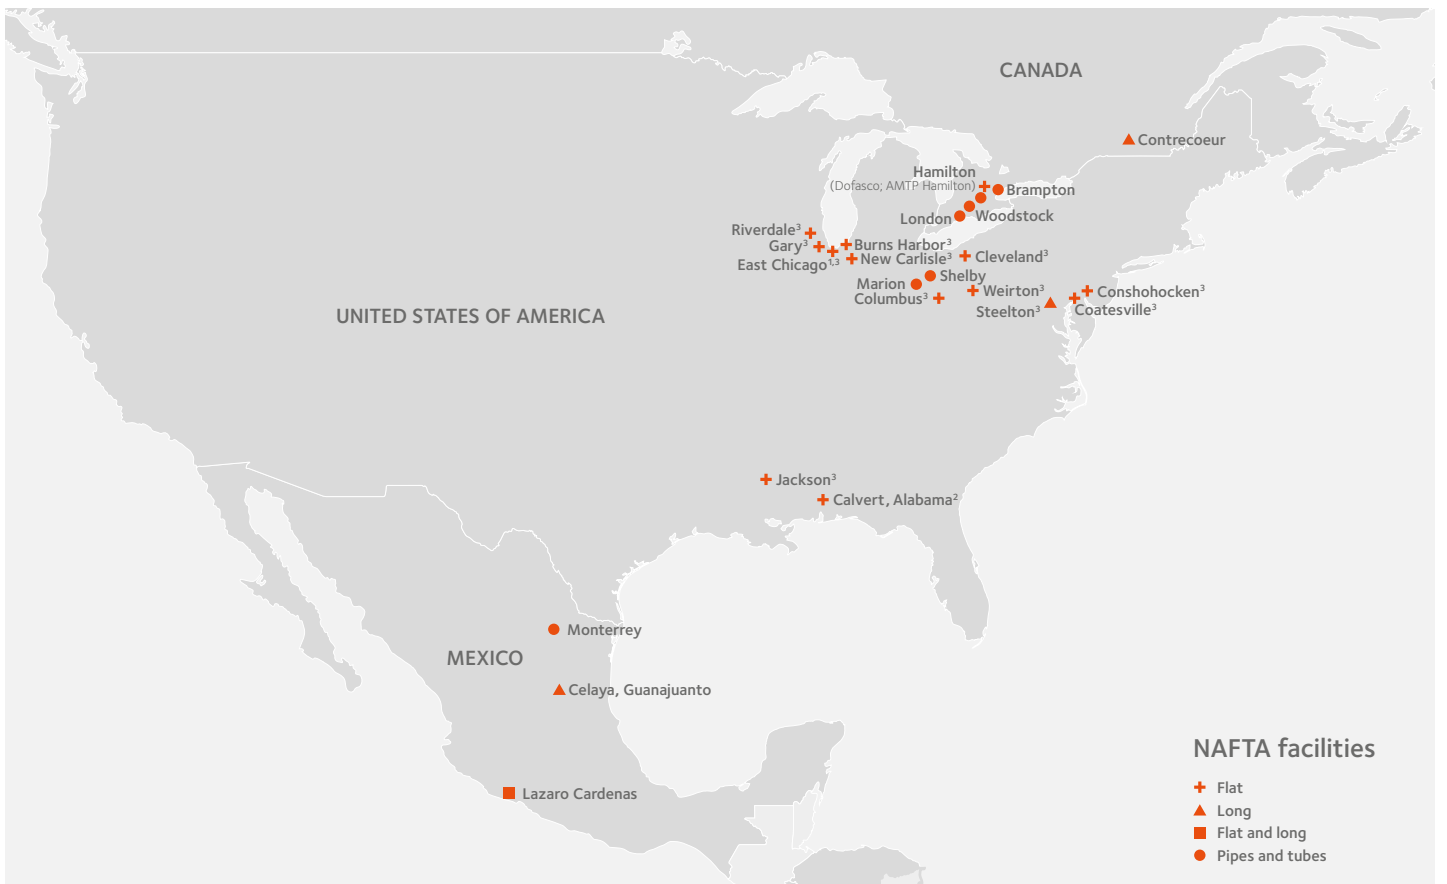 CANADA
Contrecoeur
Hamilton
(Dofasco; AMTP Hamilton)
Brampton
Woodstock
London
Riverdale³
Gary³
Burns Harbor³
East Chicago¹,³
New Carlisle³
Cleveland³
Shelby
Marion
Columbus³
Weirton³
Steelton³
Conshohocken³
Coatesville³
UNITED STATES OF AMERICA
Jackson³
Calvert, Alabama²
Monterrey
MEXICO
Celaya, Guanajuanto
Lazaro Cardenas
NAFTA facilities
Flat
Long
Flat and long
Pipes and tubes